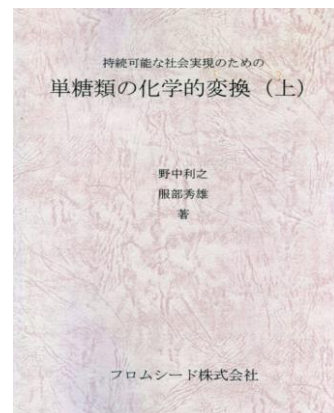 持続可能な社会実現のための
単糖類の化学的変換（上）
野中利之
服部秀雄
著
フロムシード株式会社